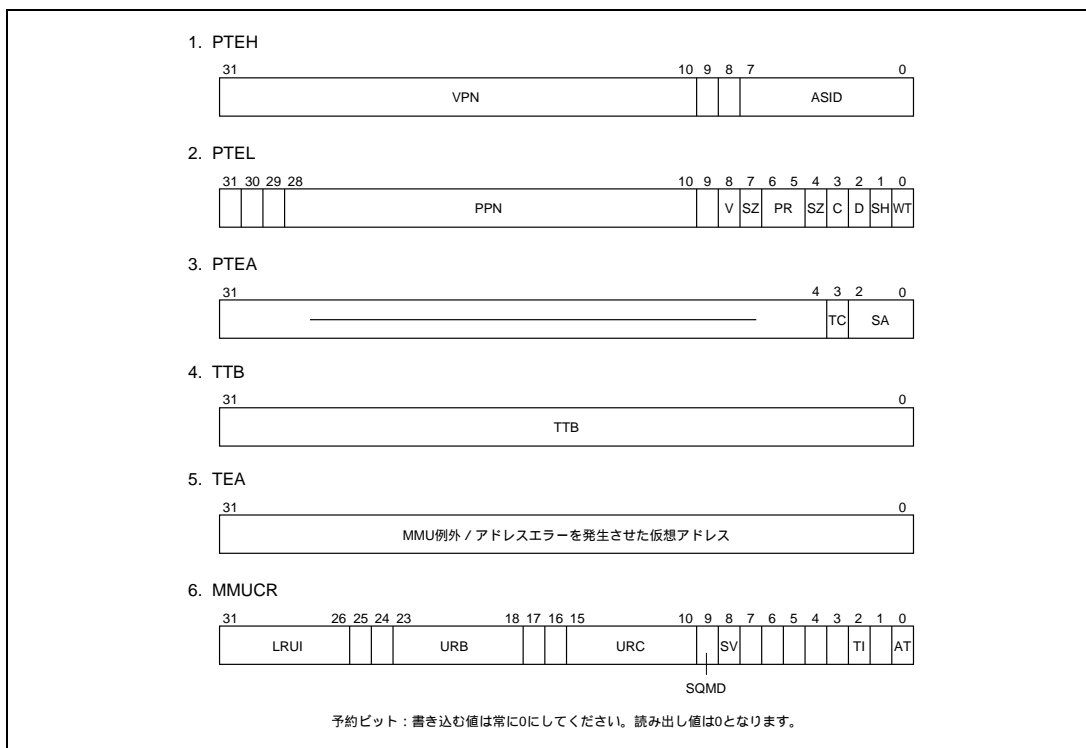 1. PTEH
31 10 9 8 7 0
VPN ASID
2. PTEL
31 30 29 28 10 9 8 7 6 5 4 3 2 1 0
PPN V SZ PR SZ C D SH WT
3. PTEA
31 4 3 2 0
TC SA
4. TTB
31 0
TTB
5. TEA
31 0
MMU例外 / アドレスエラーを発生させた仮想アドレス
6. MMUCR
31 26 25 24 23 18 17 16 15 10 9 8 7 6 5 4 3 2 1 0
LRUI URB URC SV TI AT
SQMD
予約ビット：書き込む値は常に0にしてください。読み出し値は0となります。